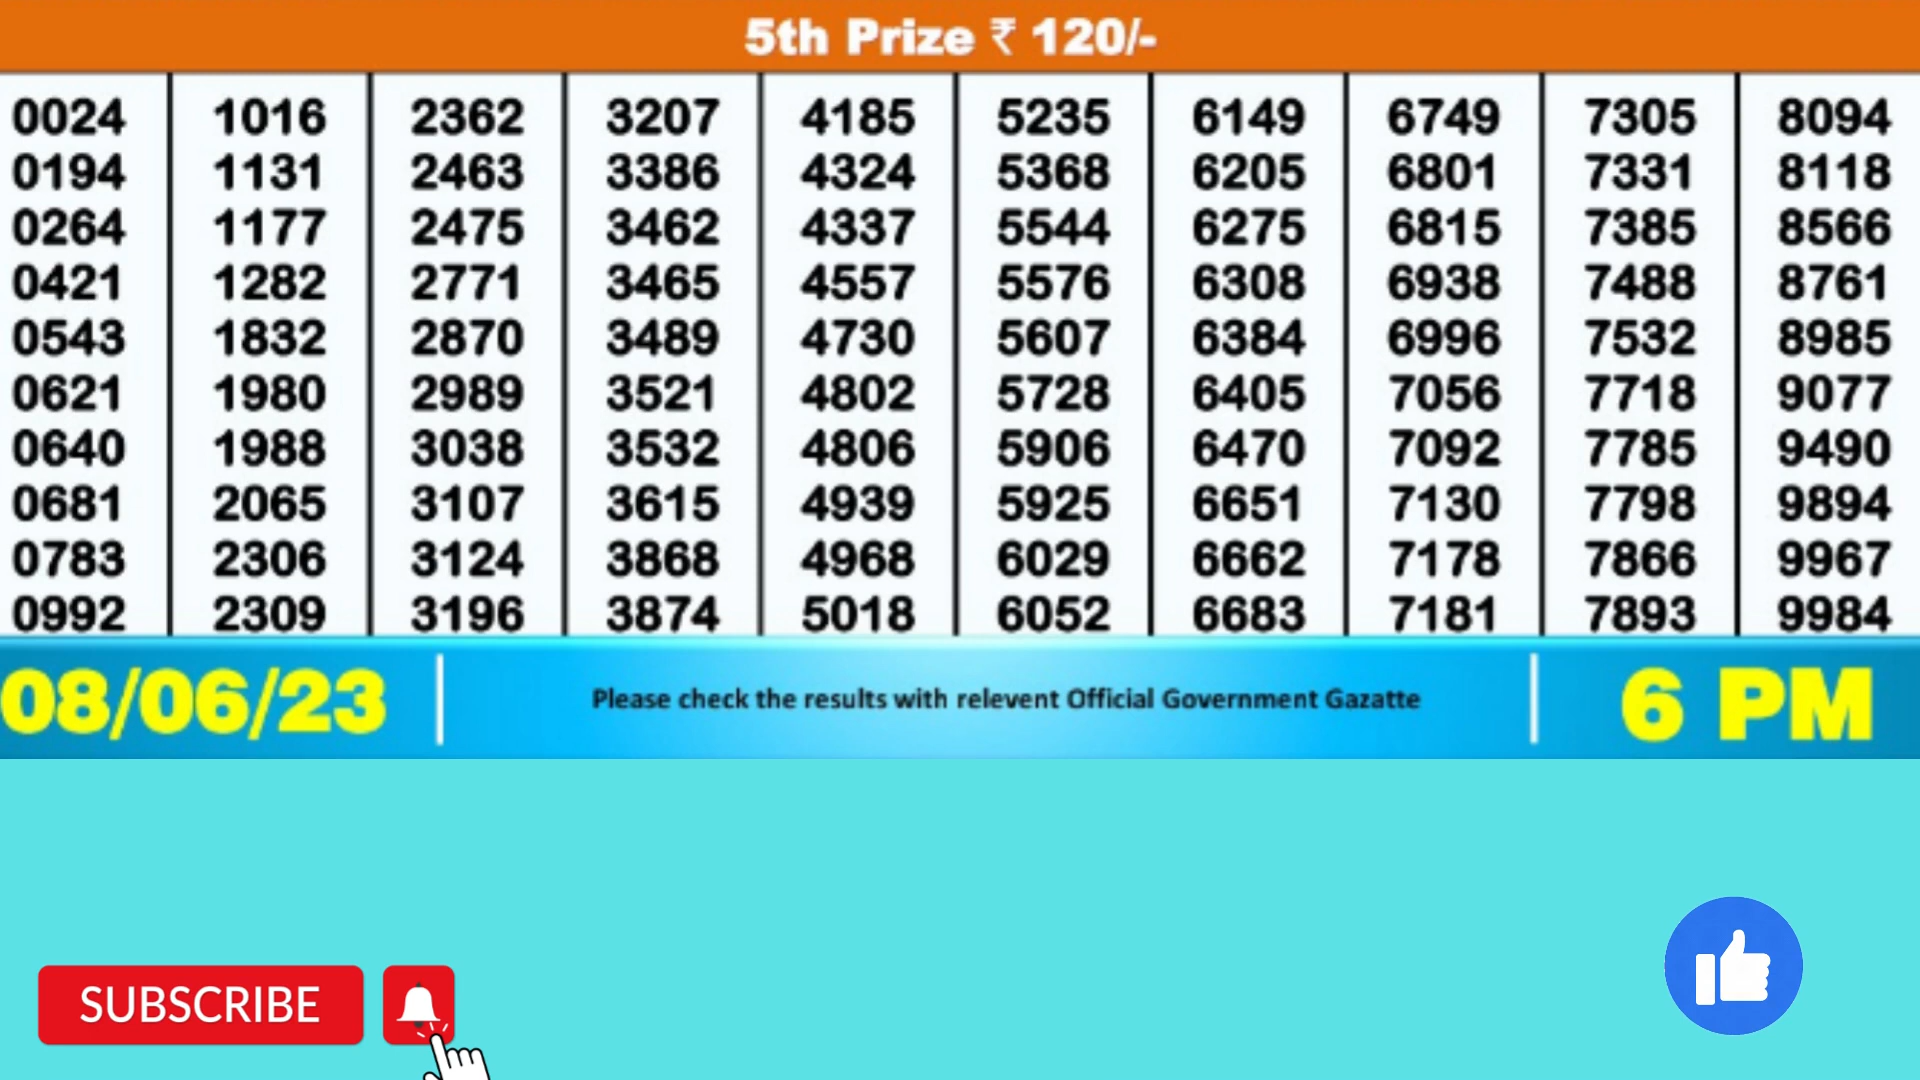 5th Prize ₹ 120/-
0024 1016 2362 3207 4185 5235 6149 6749 7305 8094
0194 1131 2463 3386 4324 5368 6205 6801 7331 8118
0264 1177 2475 3462 4337 5544 6275 6815 7385 8566
0421 1282 2771 3465 4557 5576 6308 6938 7488 8761
0543 1832 2870 3489 4730 5607 6384 6996 7532 8985
0621 1980 2989 3521 4802 5728 6405 7056 7718 9077
0640 1988 3038 3532 4806 5906 6470 7092 7785 9490
0681 2065 3107 3615 4939 5925 6651 7130 7798 9894
0783 2306 3124 3868 4968 6029 6662 7178 7866 9967
0992 2309 3196 3874 5018 6052 6683 7181 7893 9984
08/06/23 Please check the results with relevent Official Government Gazatte 6 PM
SUBSCRIBE